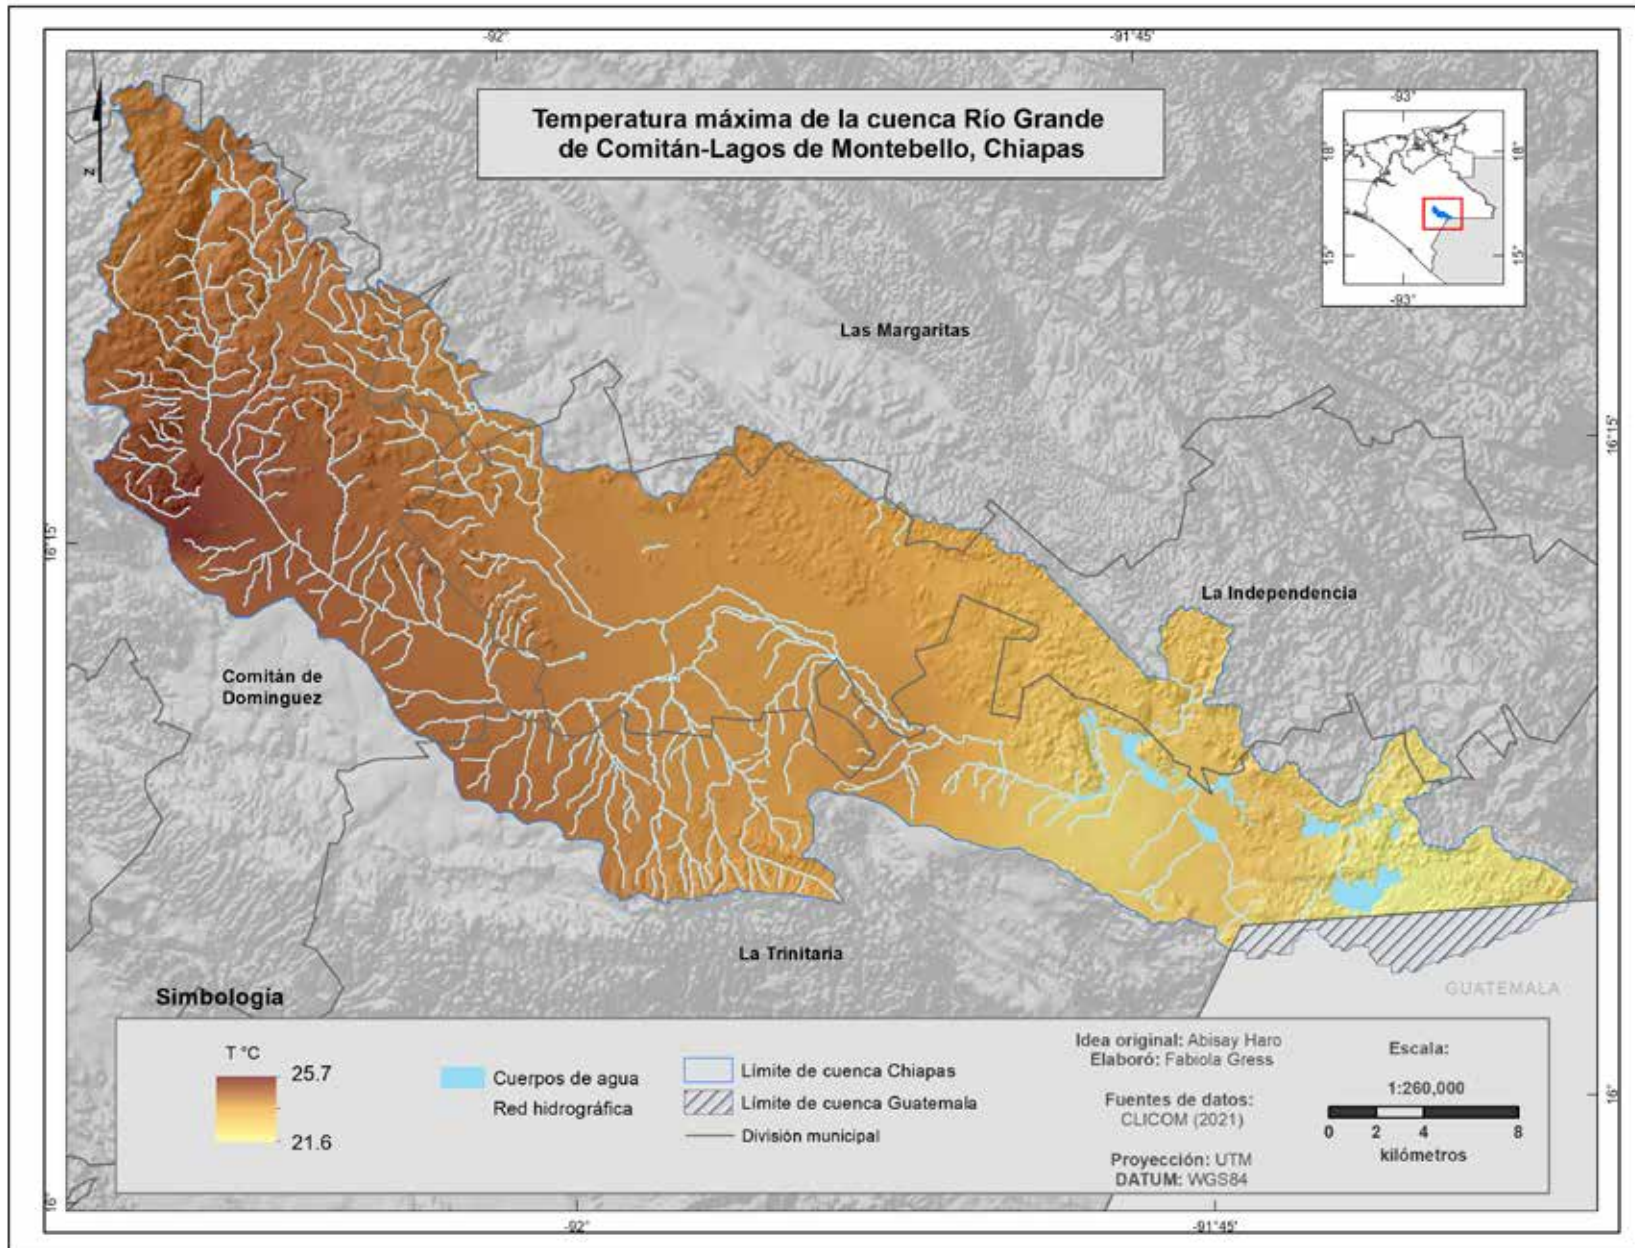 -92°
-91°45'
Temperatura máxima de la cuenca Río Grande
de Comitán-Lagos de Montebello, Chiapas
-93°
18°
18°
15°
15°
-93°
N
Las Margaritas
16°15'
16°15'
La Independencia
Comitán de
Domínguez
La Trinitaria
GUATEMALA
Simbología
T °C
25.7
21.6
Cuerpos de agua
Red hidrográfica
Límite de cuenca Chiapas
Límite de cuenca Guatemala
División municipal
Idea original: Abisay Haro
Elaboró: Fabiola Gress
Fuentes de datos:
CLICOM (2021)
Proyección: UTM
DATUM: WGS84
Escala:
1:260,000
0 2 4 8
kilómetros
16°
16°
-92°
-91°45'